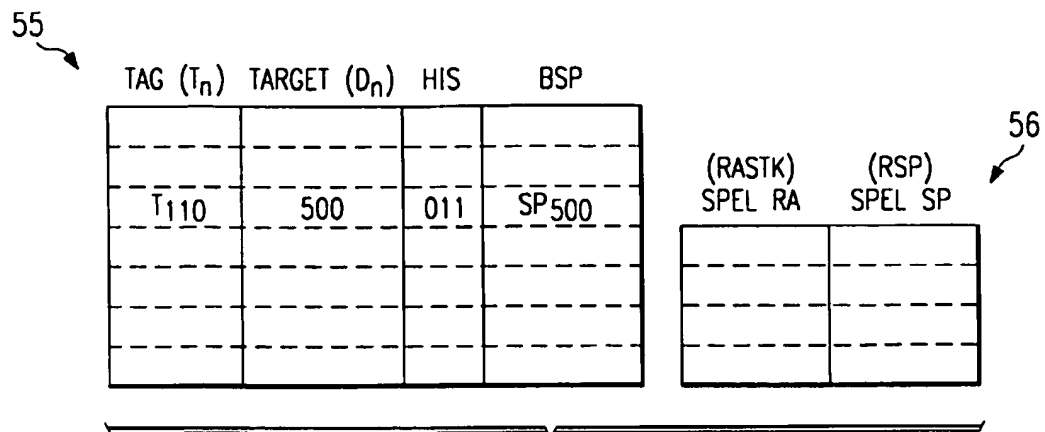 55
TAG (Tn) TARGET (Dn) HIS BSP
56
(RASTK) (RSP)
SPEL RA SPEL SP
T110 500 011 SP500